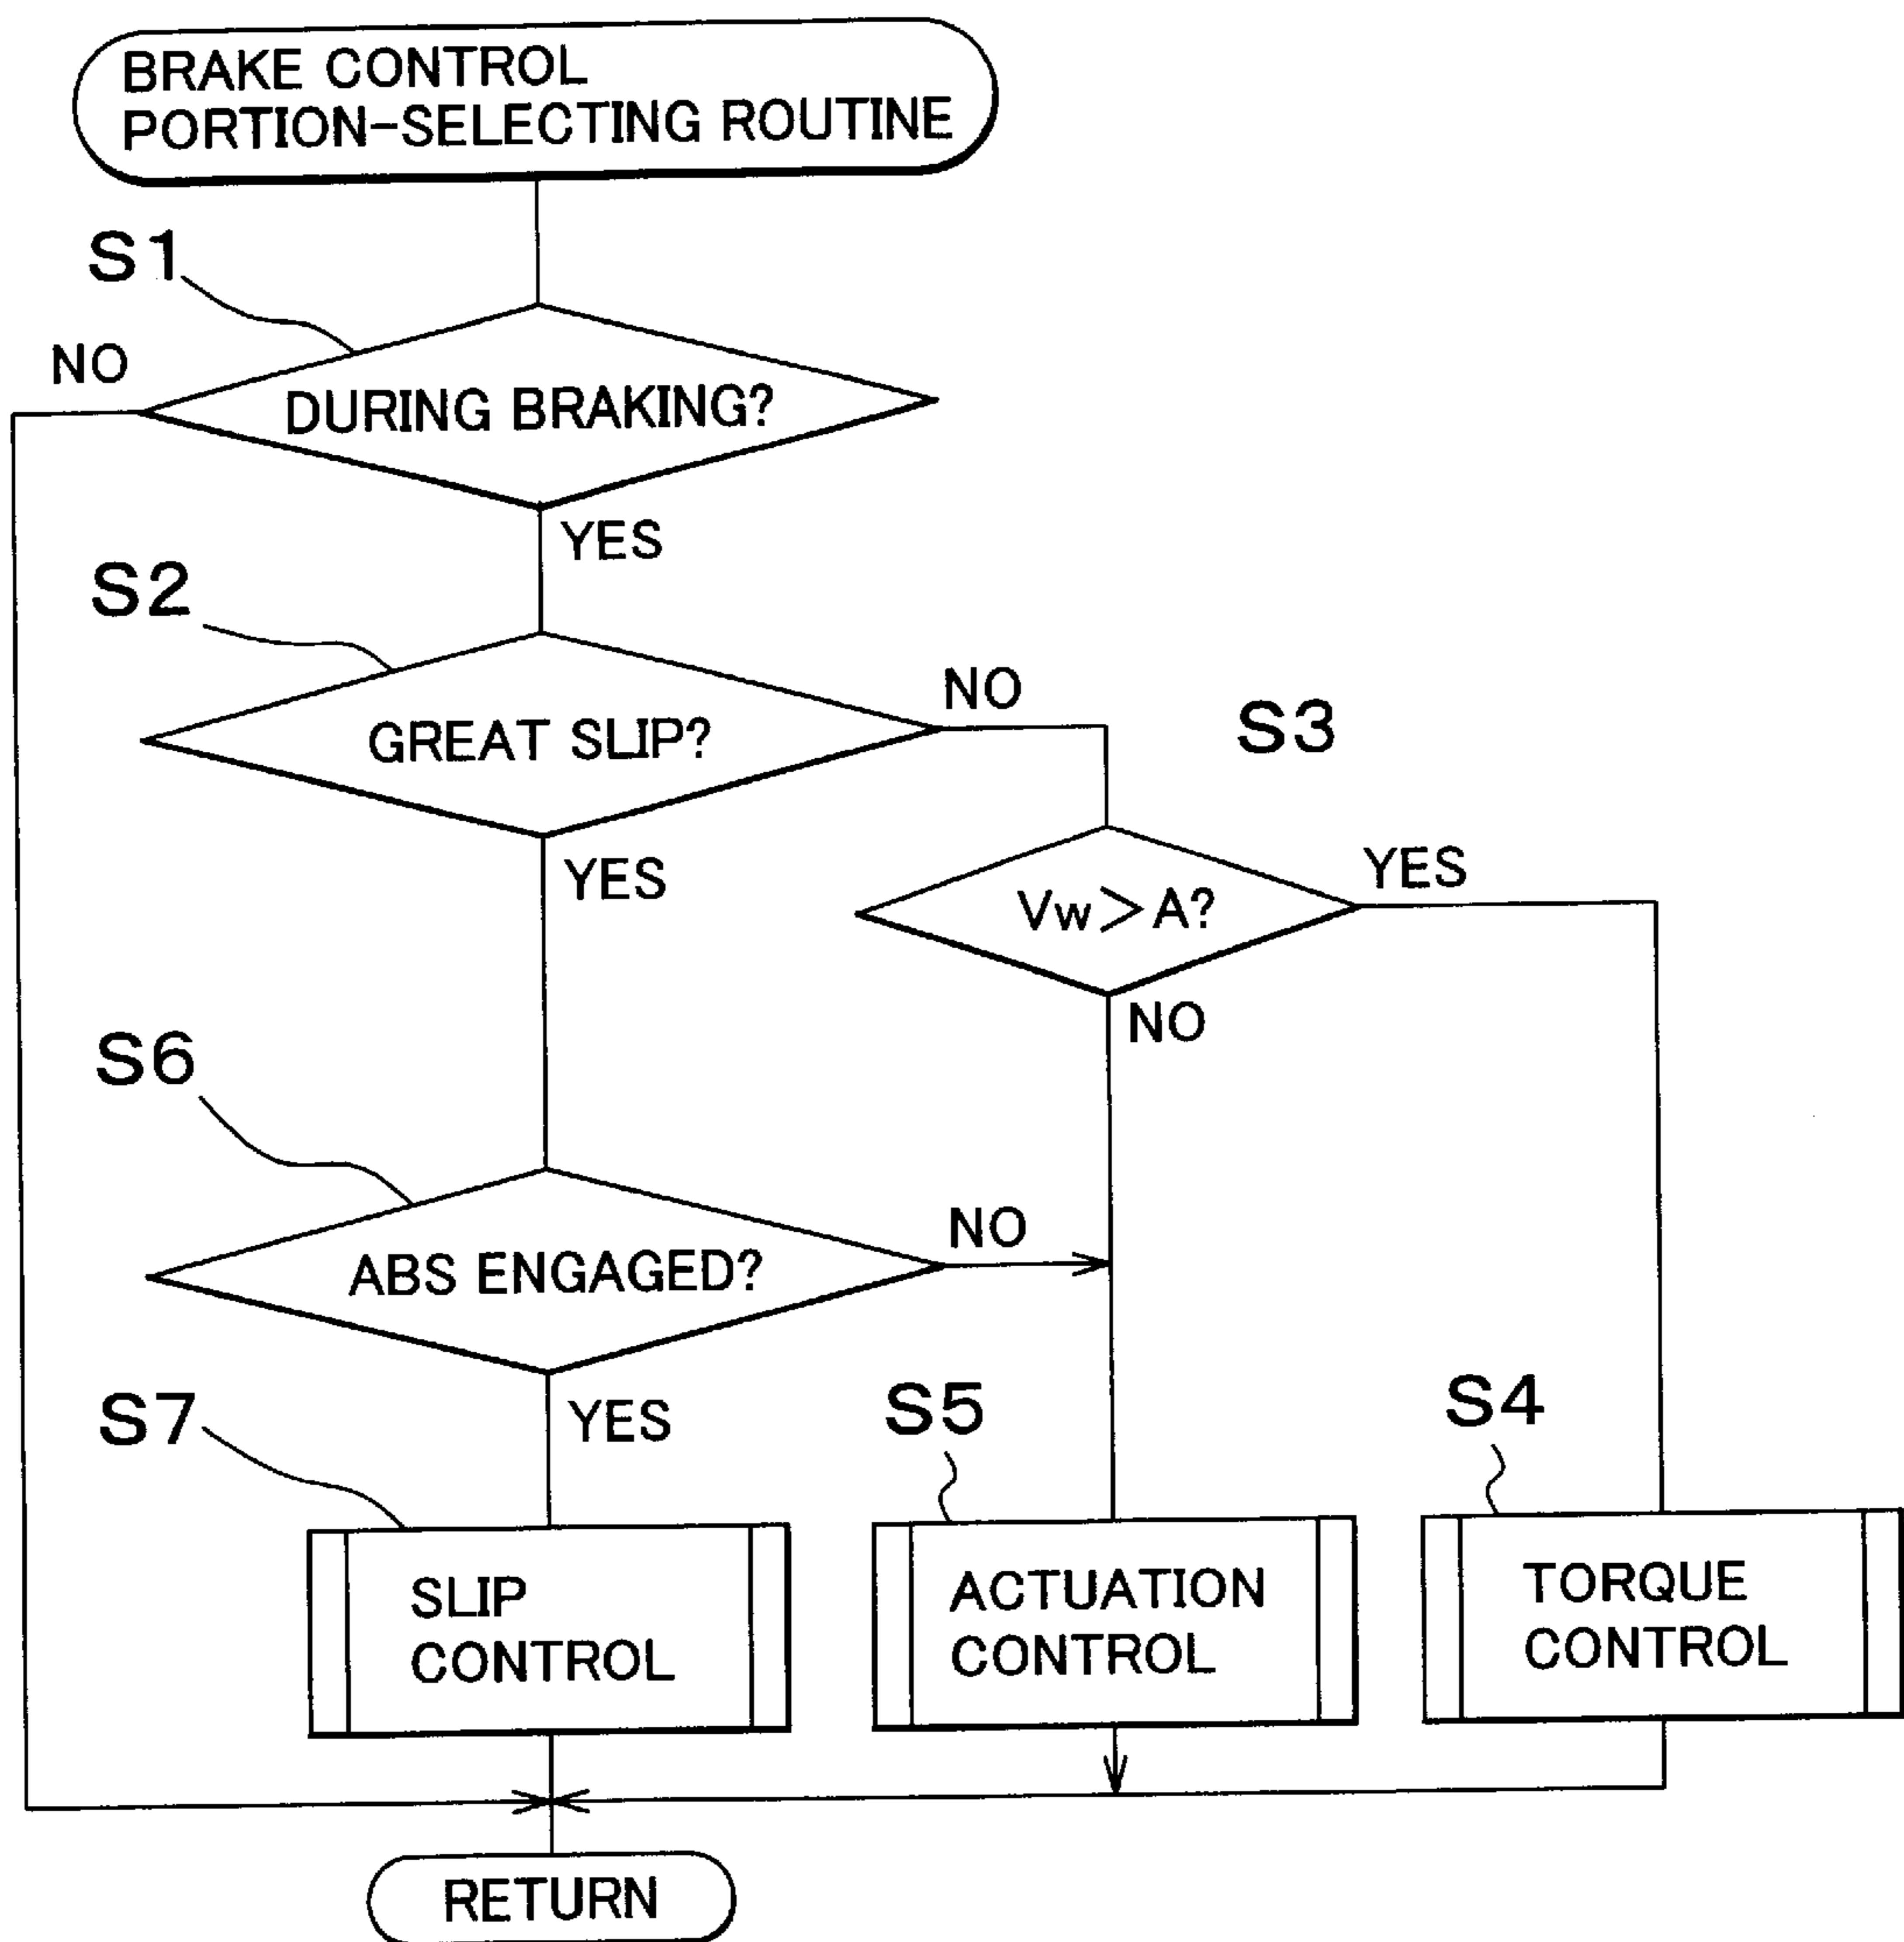 BRAKE CONTROL
PORTION-SELECTING ROUTINE
S1
NO
DURING BRAKING?
YES
S2
GREAT SLIP?
NO
S3
YES
Vw>A?
YES
NO
S6
ABS ENGAGED?
NO
YES
S7
S5
S4
SLIP
CONTROL
ACTUATION
CONTROL
TORQUE
CONTROL
RETURN